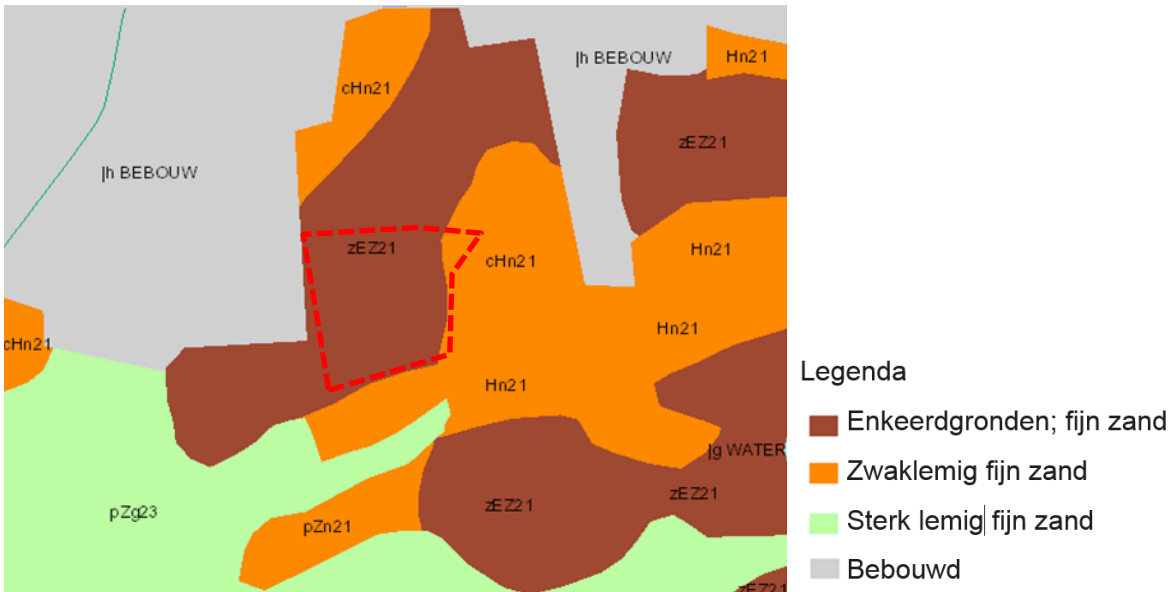 |h BEBOUW
Hn21
cHn21
zEZ21
|h BEBOUW
zEZ21
Hn21
cHn21
Hn21
cHn21
Hn21
|g WATER
zEZ21
zEZ21
pZg23
pZn21
zEZ21
Legenda
Enkeerdgronden; fijn zand
Zwaklemig fijn zand
Sterk lemig fijn zand
Bebouwd